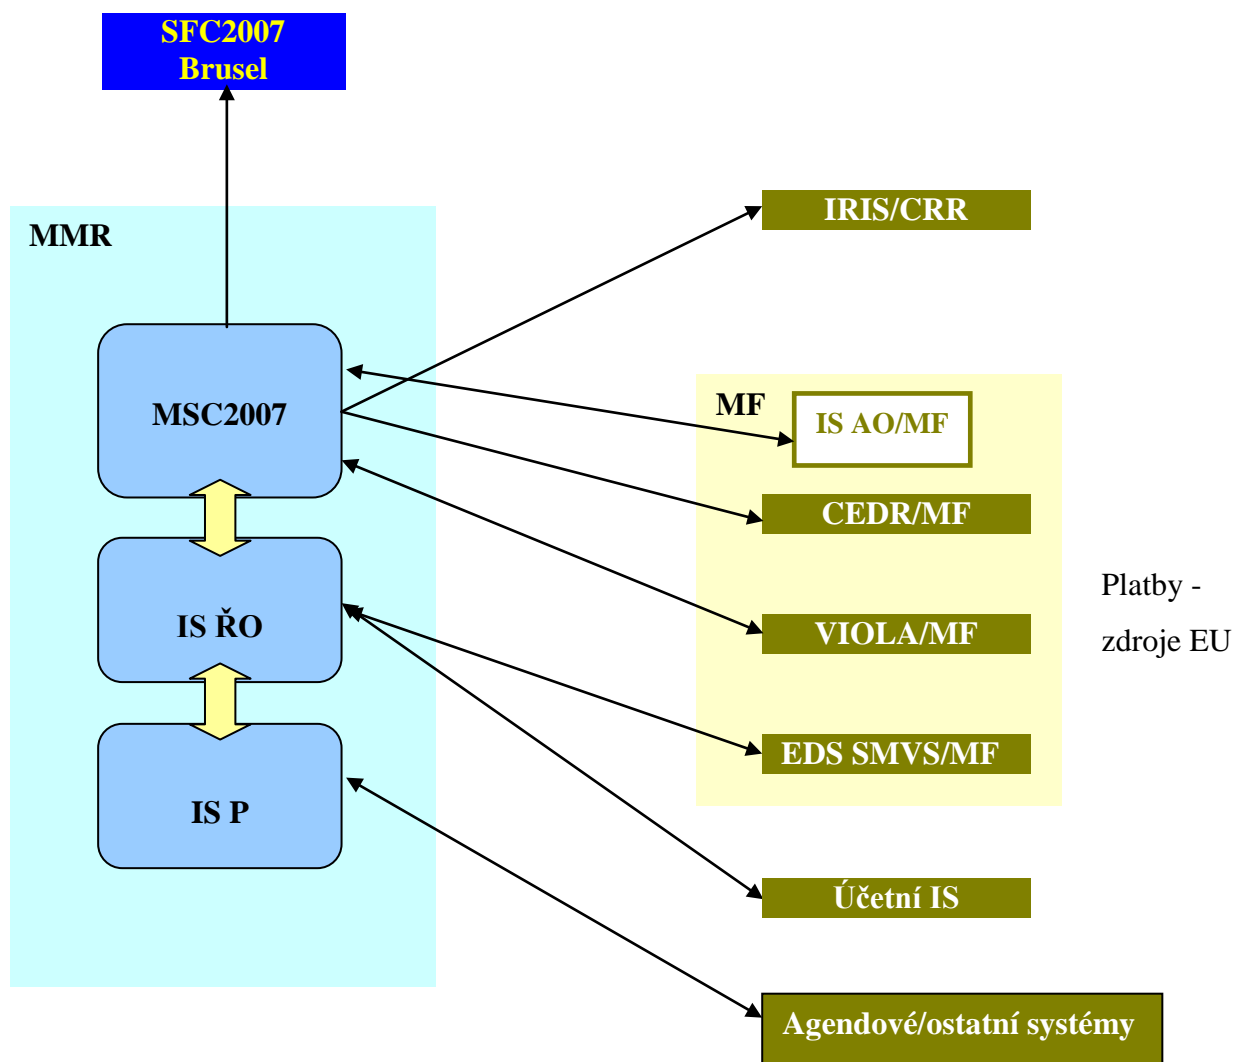 SFC2007
Brusel
IRIS/CRR
MMR
MSC2007
MF
IS AO/MF
CEDR/MF
Platby -
zdroje EU
IS ŘO
VIOLA/MF
EDS SMVS/MF
IS P
Účetní IS
Agendové/ostatní systémy